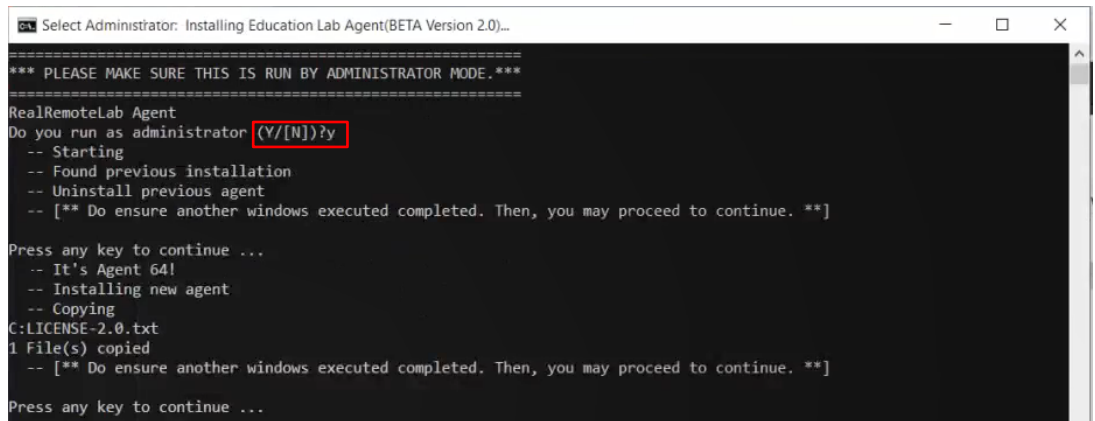 Select Administrator: Installing Education Lab Agent(BETA Version 2.0)...
==========================================================
*** PLEASE MAKE SURE THIS IS RUN BY ADMINISTRATOR MODE.***
==========================================================
RealRemoteLab Agent
Do you run as administrator (Y/[N])?y
-- Starting
-- Found previous installation
-- Uninstall previous agent
-- [** Do ensure another windows executed completed. Then, you may proceed to continue. **]
Press any key to continue ...
-- It's Agent 64!
-- Installing new agent
-- Copying
C:LICENSE-2.0.txt
1 File(s) copied
-- [** Do ensure another windows executed completed. Then, you may proceed to continue. **]
Press any key to continue ...